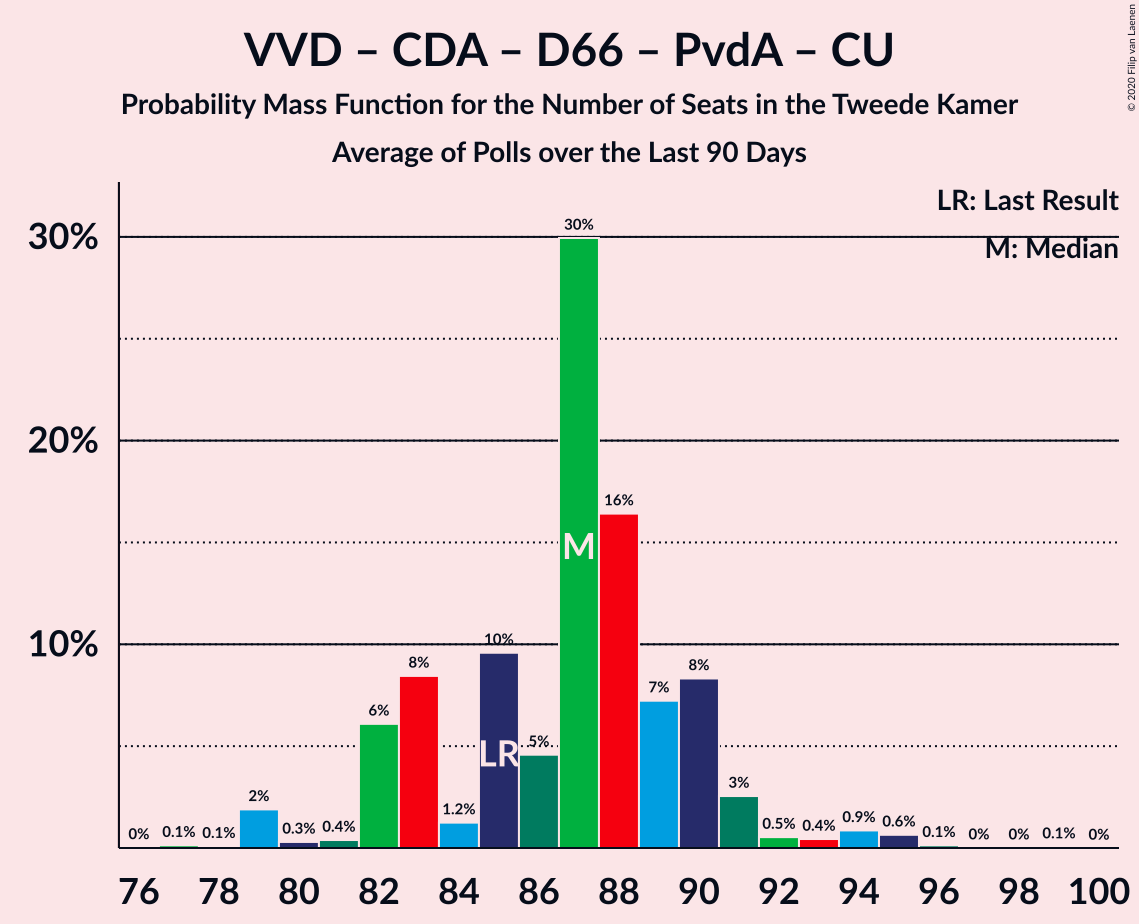 VVD – CDA – D66 – PvdA – CU
Probability Mass Function for the Number of Seats in the Tweede Kamer
Average of Polls over the Last 90 Days
© 2020 Filip van Laenen
LR: Last Result
M: Median
30%
20%
10%
0% 0.1% 0.1% 2% 0.3% 0.4% 6% 8% 1.2% 10% 5% 30% 16% 7% 8% 3% 0.5% 0.4% 0.9% 0.6% 0.1% 0% 0% 0.1% 0%
M
LR
76 78 80 82 84 86 88 90 92 94 96 98 100